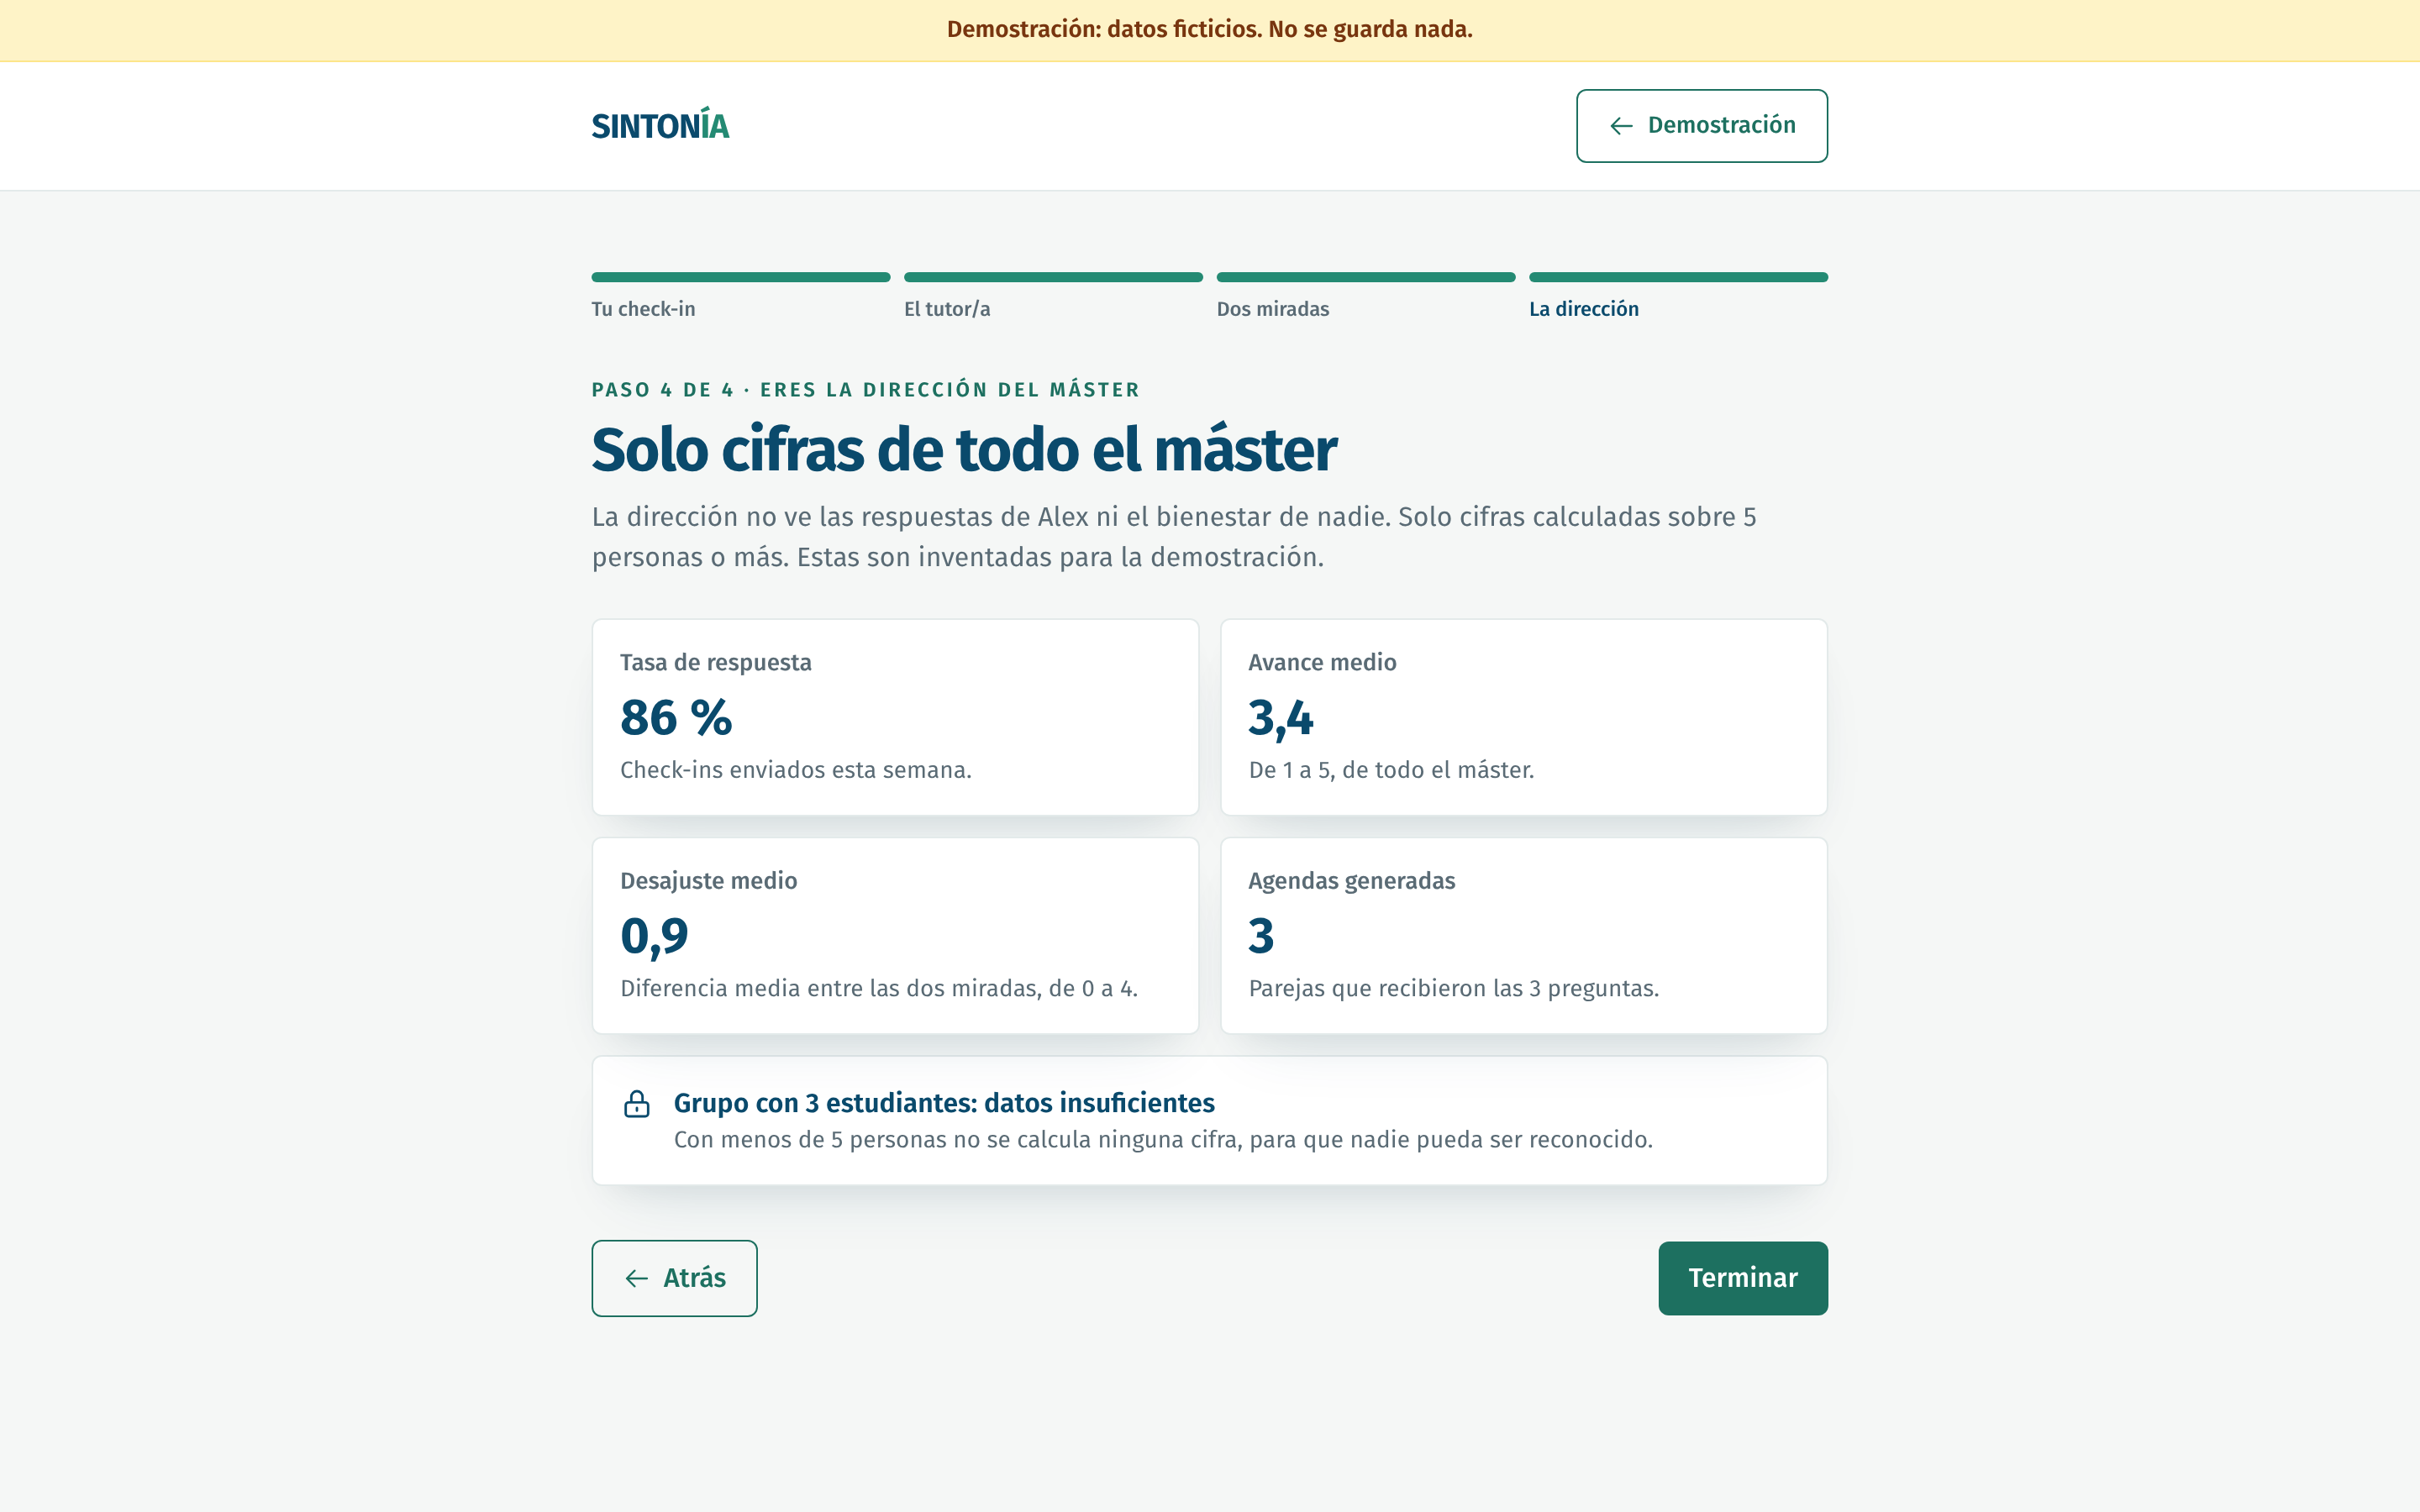 Demostración: datos ficticios. No se guarda nada.
SINTONÍA
← Demostración
Tu check-in
El tutor/a
Dos miradas
La dirección
PASO 4 DE 4 · ERES LA DIRECCIÓN DEL MÁSTER
Solo cifras de todo el máster
La dirección no ve las respuestas de Alex ni el bienestar de nadie. Solo cifras calculadas sobre 5
personas o más. Estas son inventadas para la demostración.
Tasa de respuesta
86 %
Check-ins enviados esta semana.
Avance medio
3,4
De 1 a 5, de todo el máster.
Desajuste medio
0,9
Diferencia media entre las dos miradas, de 0 a 4.
Agendas generadas
3
Parejas que recibieron las 3 preguntas.
Grupo con 3 estudiantes: datos insuficientes
Con menos de 5 personas no se calcula ninguna cifra, para que nadie pueda ser reconocido.
← Atrás
Terminar